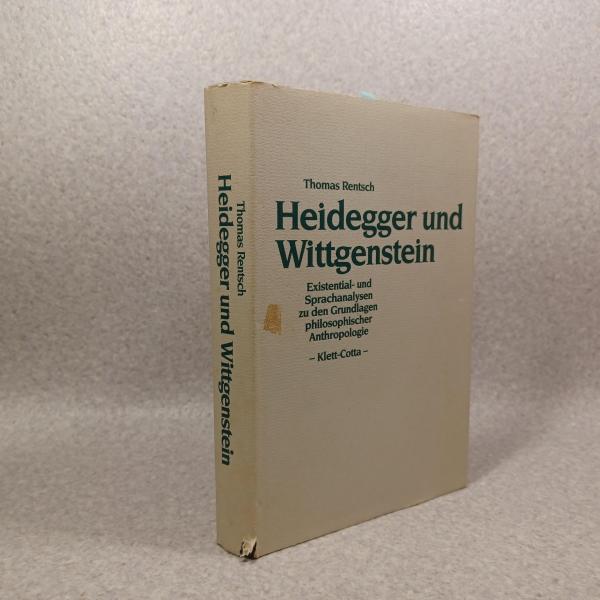 Thomas Rentsch
Heidegger und Wittgenstein
Thomas Rentsch
Heidegger und
Wittgenstein
Existential- und
Sprachanalysen
zu den Grundlagen
philosophischer
Anthropologie
– Klett-Cotta –